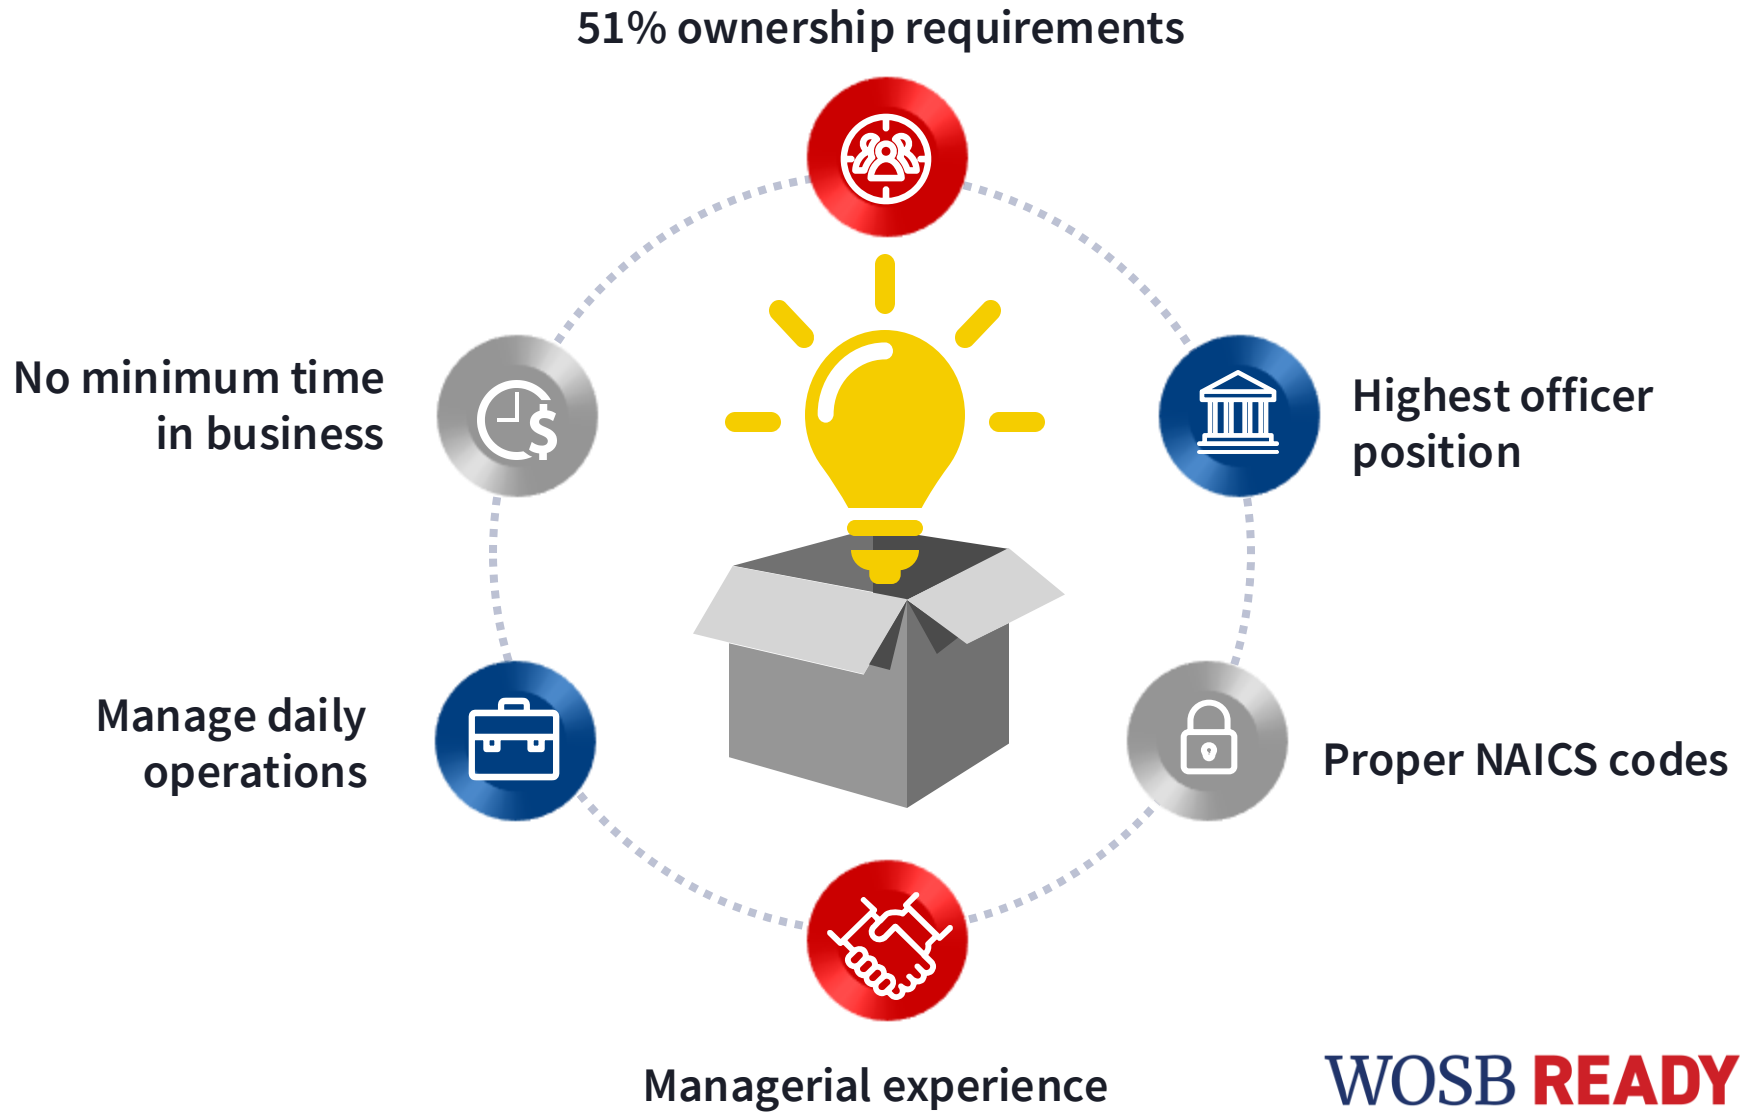 51% ownership requirements
No minimum time
in business
Highest officer
position
Manage daily
operations
Proper NAICS codes
Managerial experience
WOSB READY